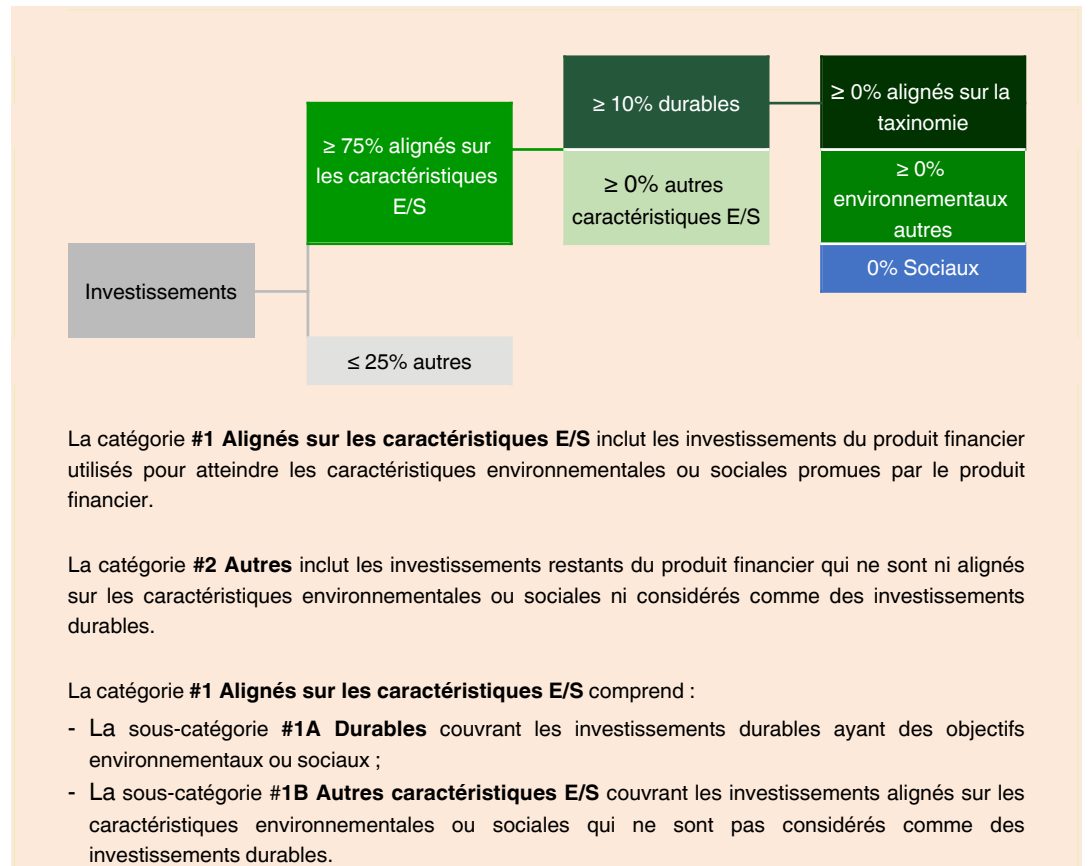 ≥ 10% durables
≥ 0% alignés sur la
taxinomie
≥ 75% alignés sur
les caractéristiques
E/S
≥ 0% autres
caractéristiques E/S
≥ 0%
environnementaux
autres
0% Sociaux
Investissements
≤ 25% autres
La catégorie #1 Alignés sur les caractéristiques E/S inclut les investissements du produit financier
utilisés pour atteindre les caractéristiques environnementales ou sociales promues par le produit
financier.
La catégorie #2 Autres inclut les investissements restants du produit financier qui ne sont ni alignés
sur les caractéristiques environnementales ou sociales ni considérés comme des investissements
durables.
La catégorie #1 Alignés sur les caractéristiques E/S comprend :
- La sous-catégorie #1A Durables couvrant les investissements durables ayant des objectifs
environnementaux ou sociaux ;
- La sous-catégorie #1B Autres caractéristiques E/S couvrant les investissements alignés sur les
caractéristiques environnementales ou sociales qui ne sont pas considérés comme des
investissements durables.